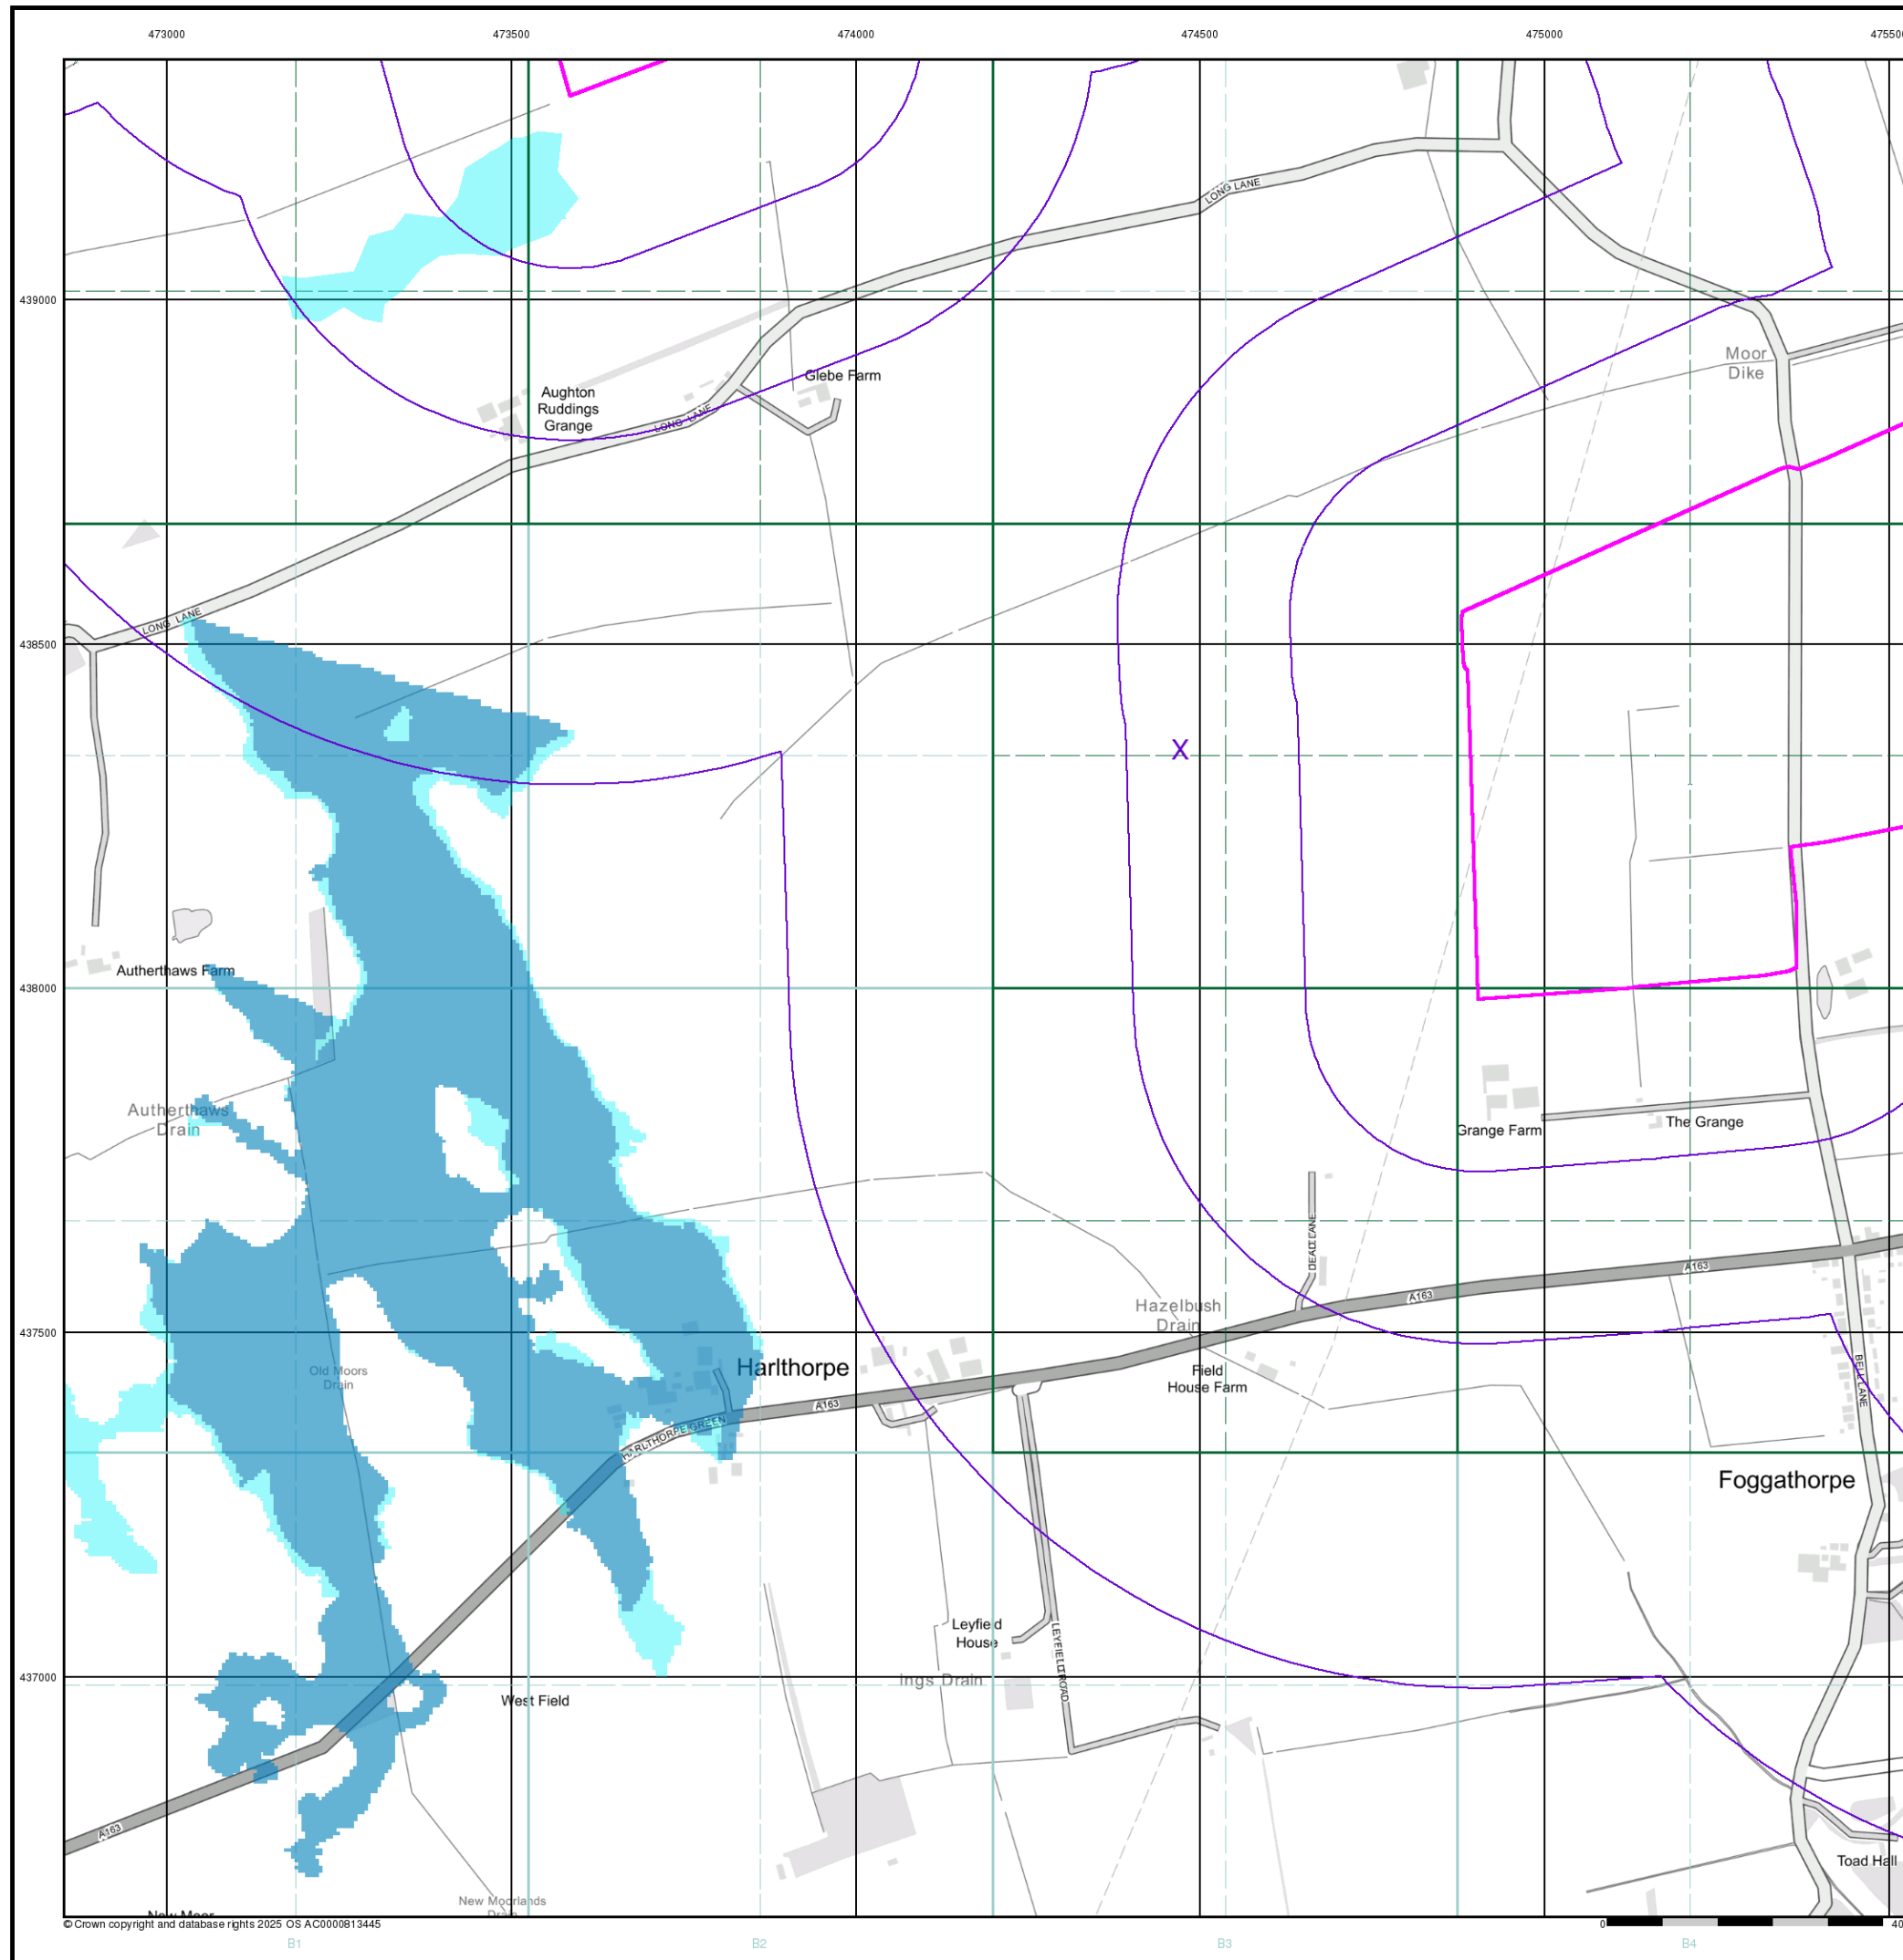 473000
473500
474000
474500
475000
LONG LANE
439000
Moor
Dike
Glebe Farm
Aughton
Ruddings
Grange
LONG LANE
LONG LANE
438500
X
Autherthaws Farm
438000
Autherthaws
Drain
The Grange
Grange Farm
DEAD LANE
A163
A163
Hazelbush
Drain
437500
Harlthorpe
Old Moors
Drain
Field
House Farm
BELL LANE
A163
HARLTHORPE GREEN
Foggathorpe
Leyfield
House
LEYFIELD ROAD
437000
Ings Drain
West Field
A163
Toad Hall
New Moorlands
Drain
New Moor
© Crown copyright and database rights 2025 OS AC0000813445
0
B1
B2
B3
B4